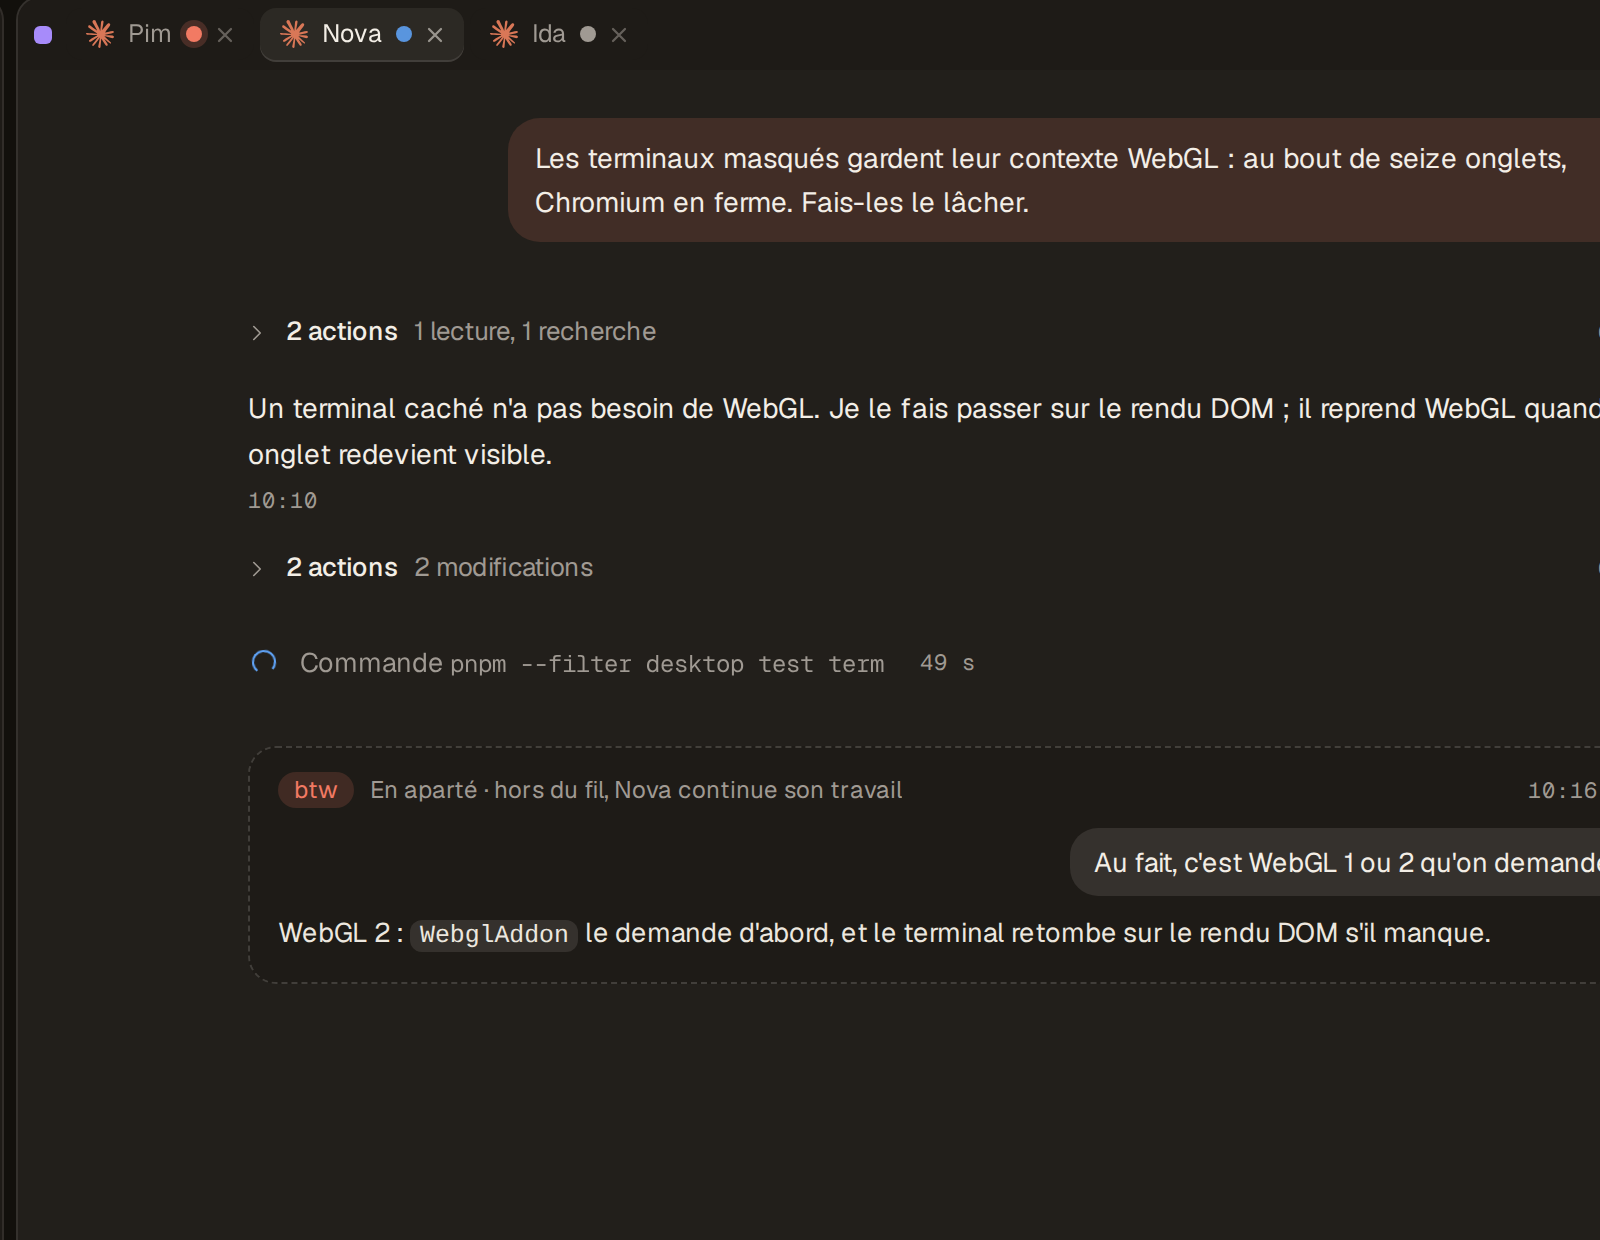 Pim
Nova
Ida
Les terminaux masqués gardent leur contexte WebGL : au bout de seize onglets,
Chromium en ferme. Fais-les le lâcher.
2 actions 1 lecture, 1 recherche
Un terminal caché n'a pas besoin de WebGL. Je le fais passer sur le rendu DOM ; il reprend WebGL quand
onglet redevient visible.
10:10
2 actions 2 modifications
Commande pnpm --filter desktop test term 49 s
btw En aparté · hors du fil, Nova continue son travail 10:16
Au fait, c'est WebGL 1 ou 2 qu'on demande
WebGL 2 : WebglAddon le demande d'abord, et le terminal retombe sur le rendu DOM s'il manque.